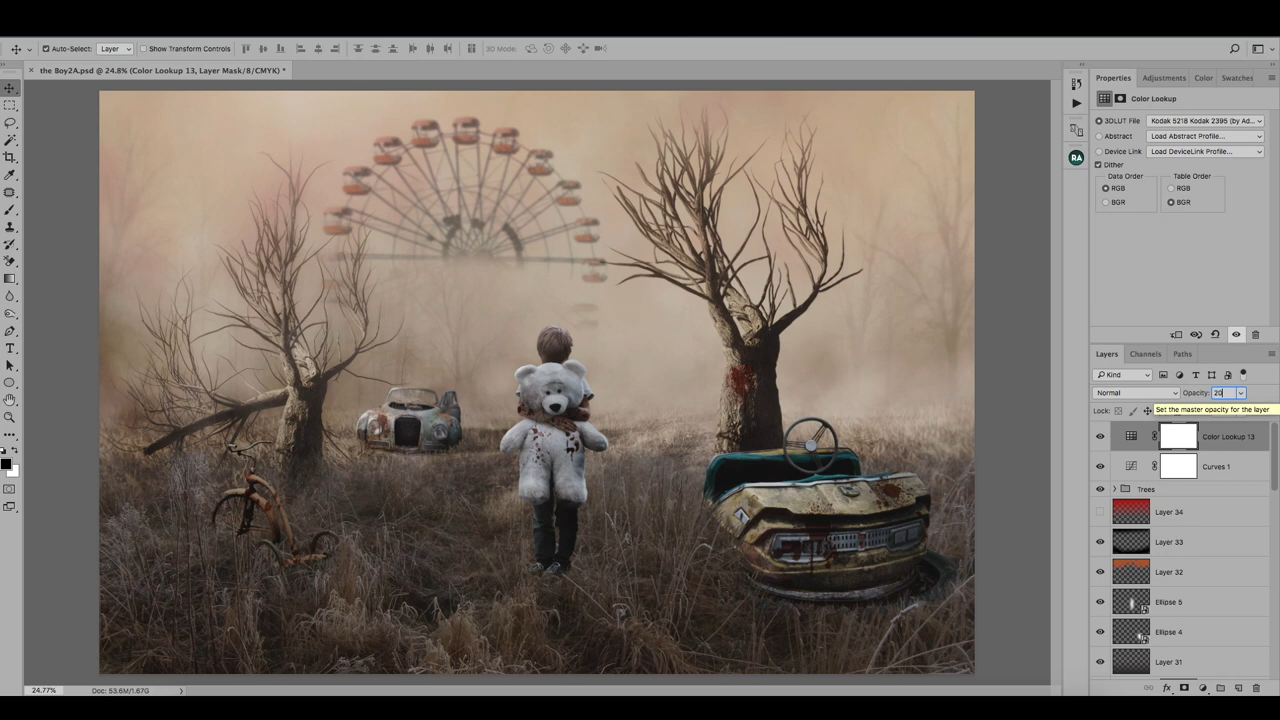 Auto-Select: Layer Show Transform Controls 3D Mode:
× the Boy2A.psd @ 24.8% (Color Lookup 13, Layer Mask/8/CMYK) *
Properties Adjustments Color Swatches
Color Lookup
3DLUT File Kodak 5218 Kodak 2395 (by Ad...
Abstract Load Abstract Profile...
Device Link Load DeviceLink Profile...
Dither
Data Order Table Order
RGB RGB
BGR BGR
RA
Layers Channels Paths
Kind
Normal Opacity: 20
Lock: Set the master opacity for the layer
Color Lookup 13
Curves 1
Trees
Layer 34
Layer 33
Layer 32
Ellipse 5
Ellipse 4
Layer 31
fx
24.77% Doc: 53.6M/1.67G